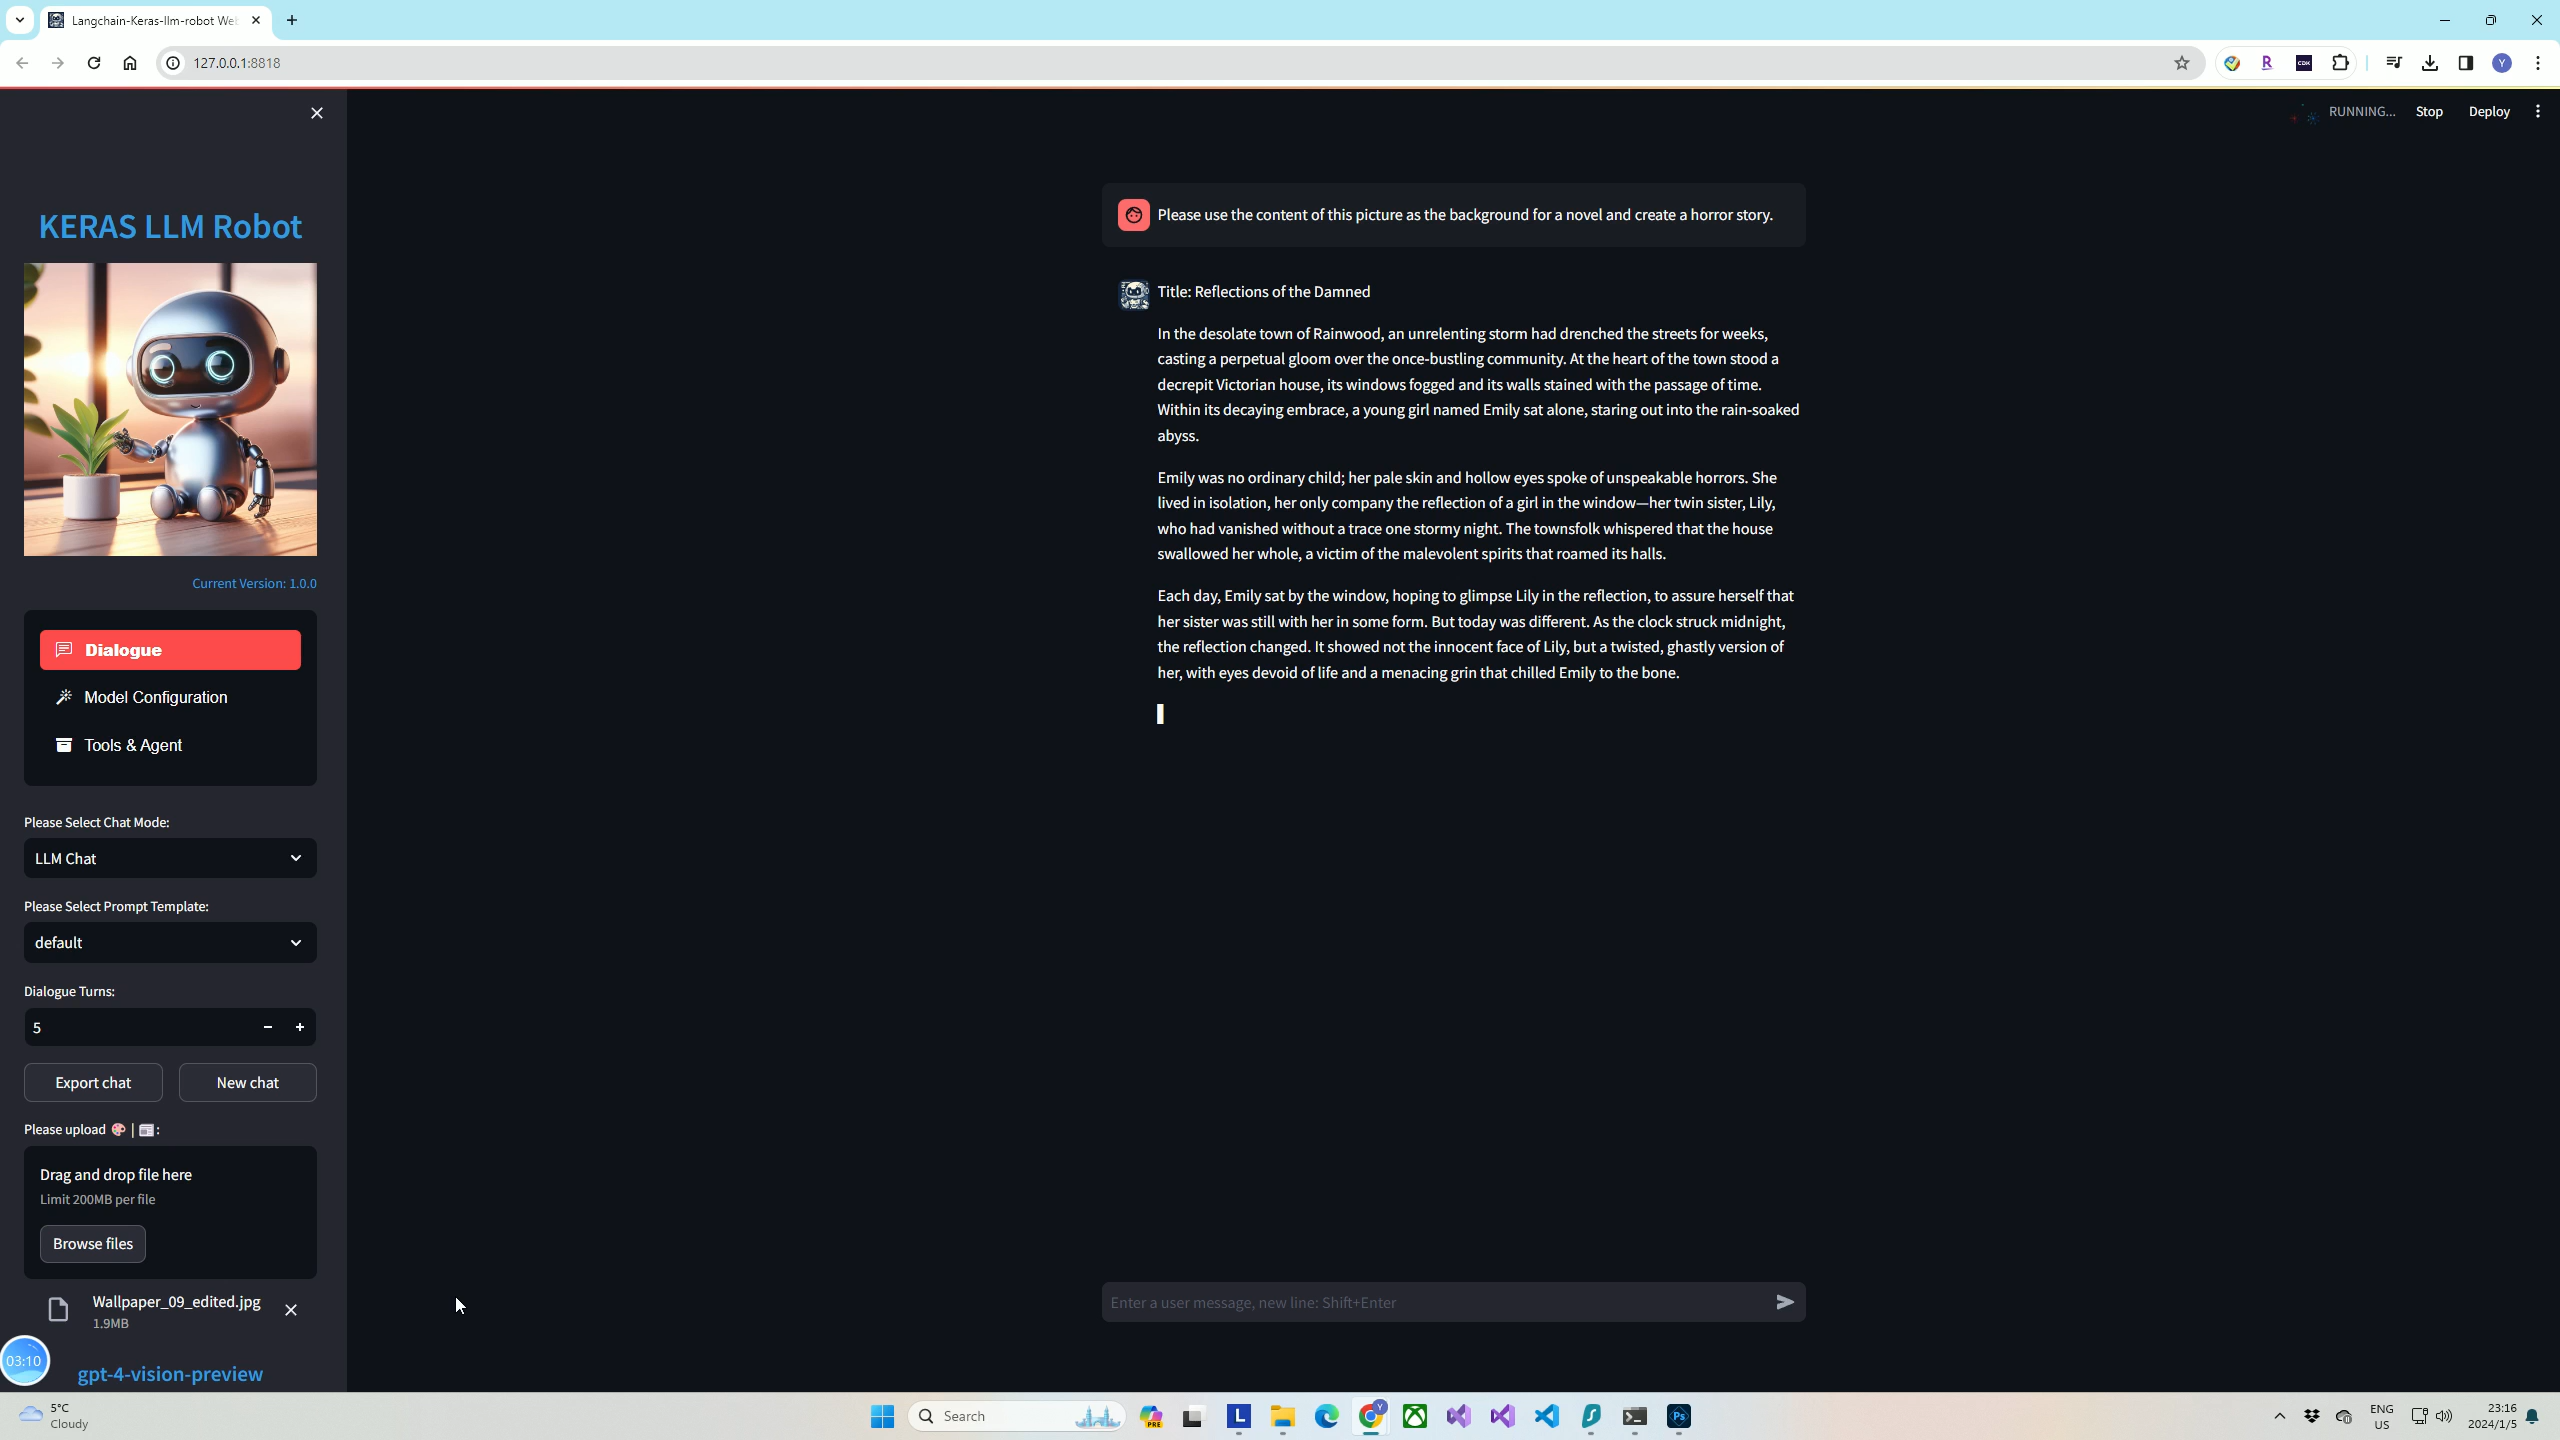 Langchain-Keras-llm-robot We
127.0.0.1:8818
RUNNING...
Stop
Deploy
KERAS LLM Robot
Current Version: 1.0.0
Dialogue
Model Configuration
Tools & Agent
Please Select Chat Mode:
LLM Chat
Please Select Prompt Template:
default
Dialogue Turns:
5
Export chat
New chat
Please upload 🎨 | 📰:
Drag and drop file here
Limit 200MB per file
Browse files
Wallpaper_09_edited.jpg
1.9MB
03:10
gpt-4-vision-preview
Please use the content of this picture as the background for a novel and create a horror story.
Title: Reflections of the Damned
In the desolate town of Rainwood, an unrelenting storm had drenched the streets for weeks,
casting a perpetual gloom over the once-bustling community. At the heart of the town stood a
decrepit Victorian house, its windows fogged and its walls stained with the passage of time.
Within its decaying embrace, a young girl named Emily sat alone, staring out into the rain-soaked
abyss.
Emily was no ordinary child; her pale skin and hollow eyes spoke of unspeakable horrors. She
lived in isolation, her only company the reflection of a girl in the window—her twin sister, Lily,
who had vanished without a trace one stormy night. The townsfolk whispered that the house
swallowed her whole, a victim of the malevolent spirits that roamed its halls.
Each day, Emily sat by the window, hoping to glimpse Lily in the reflection, to assure herself that
her sister was still with her in some form. But today was different. As the clock struck midnight,
the reflection changed. It showed not the innocent face of Lily, but a twisted, ghastly version of
her, with eyes devoid of life and a menacing grin that chilled Emily to the bone.
Enter a user message, new line: Shift+Enter
5°C
Cloudy
Search
PRE
L
Y
Ps
ENG
US
23:16
2024/1/5
R
CDK
Y